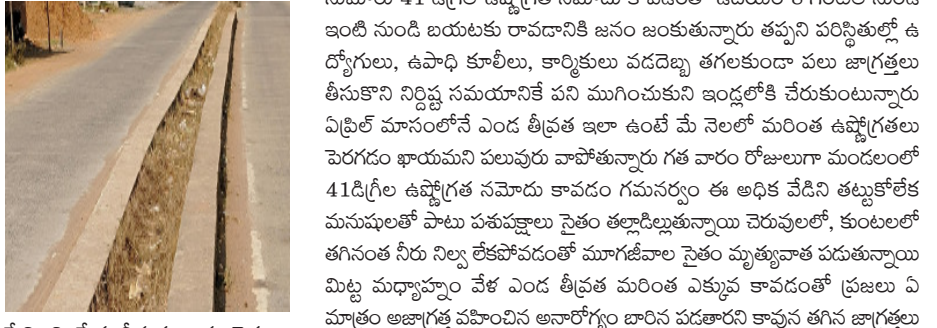 ఇంటి నుండి బయటకు రావడానికి జనం జంకుతున్నారు తప్పని పరిస్థితుల్లో ఉ
ద్యోగులు, ఉపాధి కూలీలు, కార్మికులు వడదెబ్బ తగలకుండా పలు జాగ్రత్తలు
తీసుకొని నిర్దిష్ట సమయానికే పని ముగించుకుని ఇండ్లలోకి చేరుకుంటున్నారు
ఏప్రిల్ మాసంలోనే ఎండ తీవ్రత ఇలా ఉంటే మే నెలలో మరింత ఉష్ణోగ్రతలు
పెరగడం ఖాయమని పలువురు వాపోతున్నారు గత వారం రోజులుగా మండలంలో
41డిగ్రీల ఉష్ణోగ్రత నమోదు కావడం గమనర్వం ఈ అధిక వేడిని తట్టుకోలేక
మనుషులతో పాటు పశుపక్షాలు సైతం తల్లాడిల్లుతున్నాయి చెరువులలో, కుంటలలో
తగినంత నీరు నిల్వ లేకపోవడంతో మూగజీవాల సైతం మృత్యువాత పడుతున్నాయి
మిట్ట మధ్యాహ్నం వేళ ఎండ తీవ్రత మరింత ఎక్కువ కావడంతో ప్రజలు ఏ
మాత్రం అజాగ్రత్త వహించిన అనారోగ్యం బారిన పడతారని కావున తగిన జాగ్రత్తలు